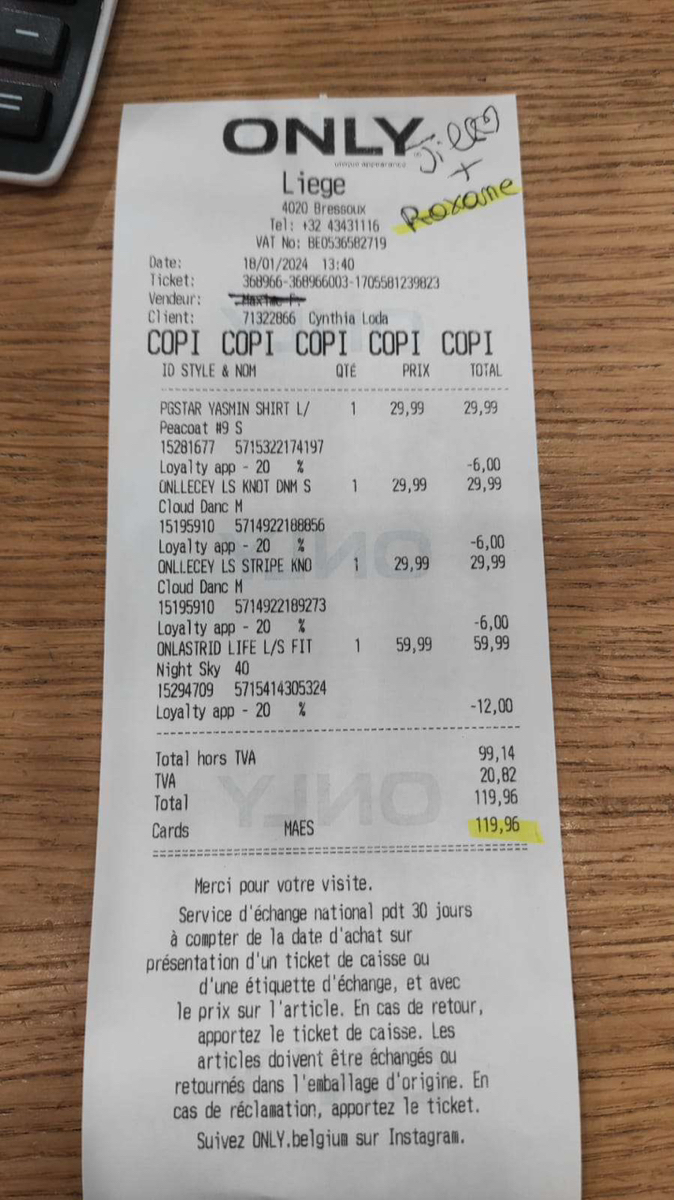 ONLY
unique appearance
Jill
+
Roxane
Liege
4020 Bressoux
Tel: +32 43431116
VAT No: BE0536582719
Date: 18/01/2024 13:40
Ticket: 368966-368966003-1705581239823
Vendeur:
Client: 71322866 Cynthia Loda
COPI COPI COPI COPI COPI
ID STYLE & NOM QTÉ PRIX TOTAL
PGSTAR YASMIN SHIRT L/ 1 29,99 29,99
Peacoat #9 S
15281677 5715322174197
Loyalty app - 20 % -6,00
ONLLECEY LS KNOT DNM S 1 29,99 29,99
Cloud Danc M
15195910 5714922188856
Loyalty app - 20 % -6,00
ONLLECEY LS STRIPE KNO 1 29,99 29,99
Cloud Danc M
15195910 5714922189273
Loyalty app - 20 % -6,00
ONLASTRID LIFE L/S FIT 1 59,99 59,99
Night Sky 40
15294709 5715414305324
Loyalty app - 20 % -12,00
Total hors TVA 99,14
TVA 20,82
Total 119,96
Cards MAES 119,96
Merci pour votre visite.
Service d'échange national pdt 30 jours
à compter de la date d'achat sur
présentation d'un ticket de caisse ou
d'une étiquette d'échange, et avec
le prix sur l'article. En cas de retour,
apportez le ticket de caisse. Les
articles doivent être échangés ou
retournés dans l'emballage d'origine. En
cas de réclamation, apportez le ticket.
Suivez ONLY.belgium sur Instagram.